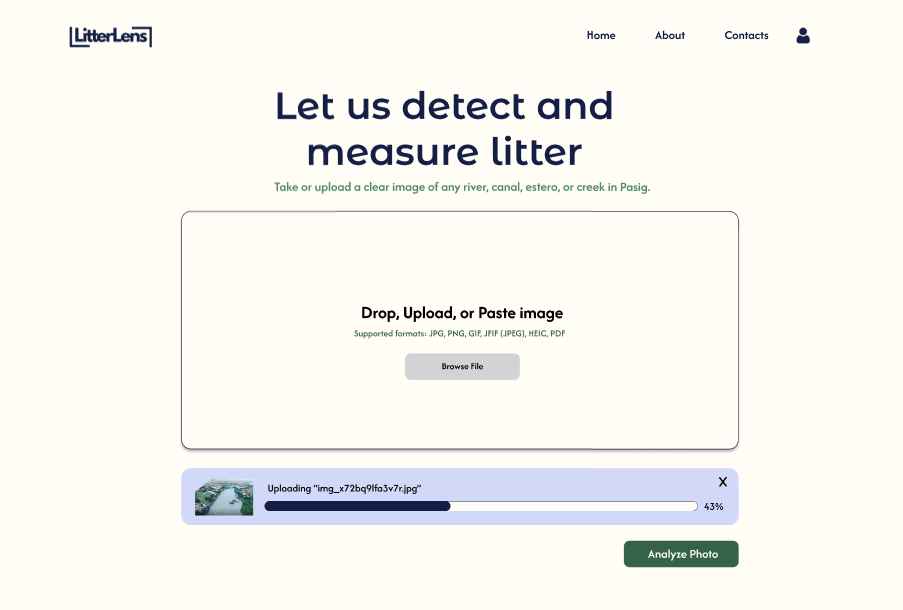 LitterLens
Home About Contacts
Let us detect and
measure litter
Take or upload a clear image of any river, canal, estero, or creek in Pasig.
Drop, Upload, or Paste image
Supported formats: JPG, PNG, GIF, JFIF (JPEG), HEIC, PDF
Browse File
X
Uploading “img_x72bq9lfa3v7r.jpg”
43%
Analyze Photo